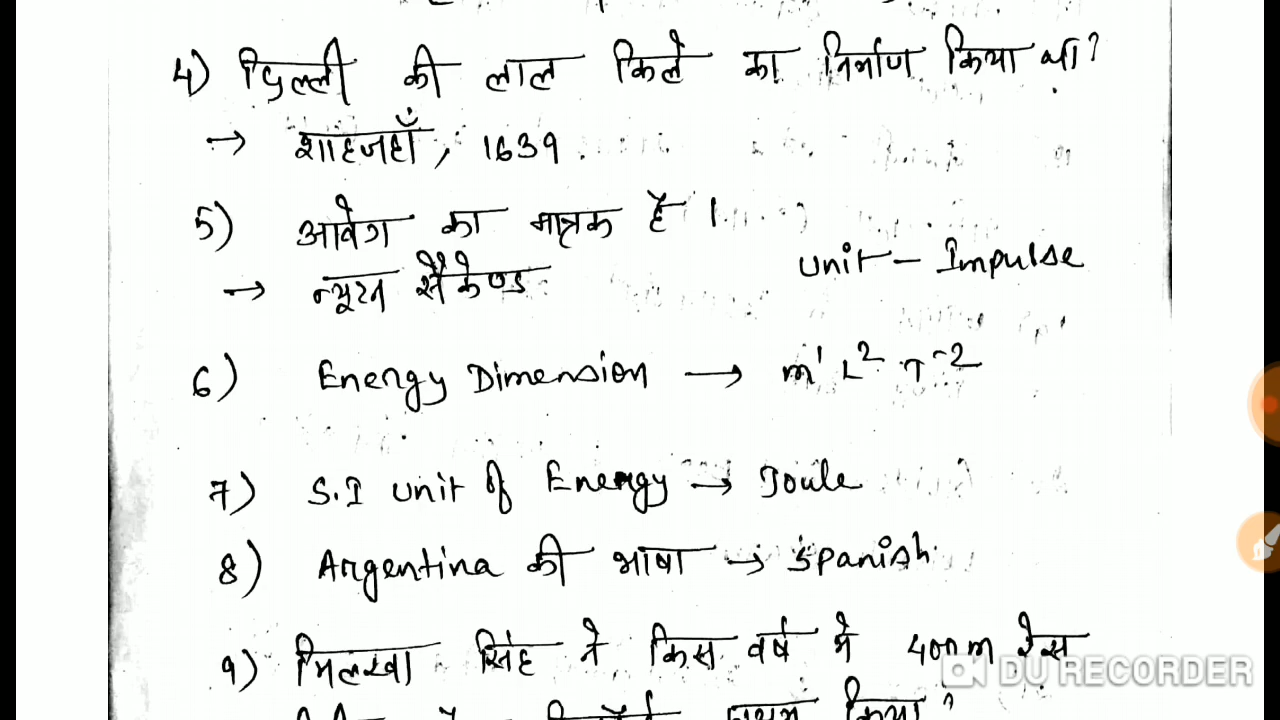 4) दिल्ली की लाल किले का निर्माण किया था?
→ शाहजहाँ, 1639.
5) आवेग का मात्रक है ।
→ न्यूटन सैकेण्ड
Unit - Impulse
6) Energy Dimension → M¹ L² T⁻²
7) S.I Unit of Energy → Joule
8) Argentina की भाषा → Spanish.
9) मिल्खा सिंह ने किस वर्ष मे 400m रेस
किया?
DU RECORDER